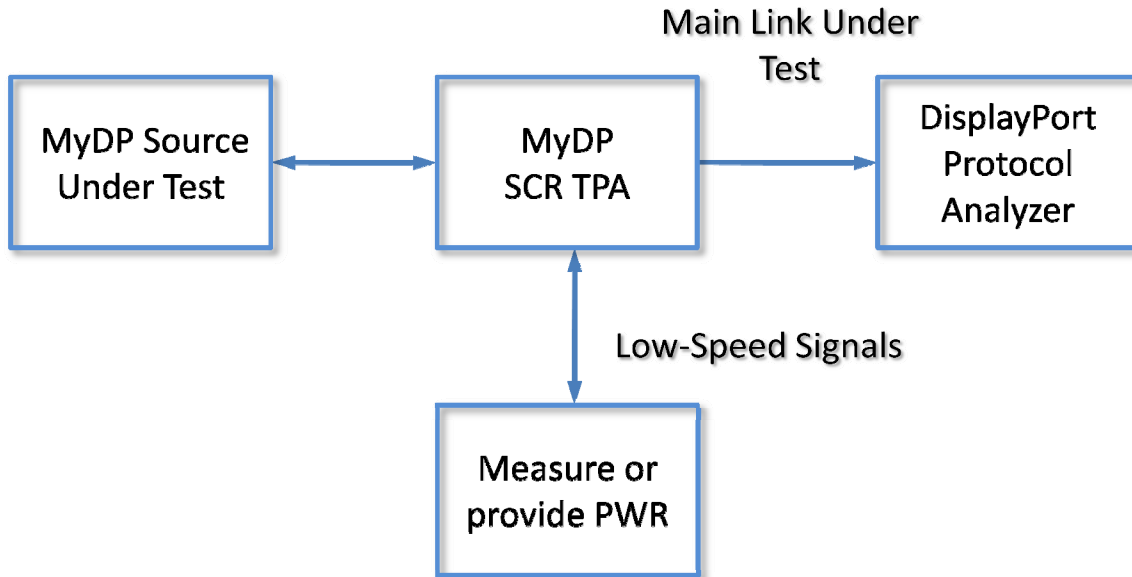 Main Link Under
Test
MyDP Source
Under Test
MyDP
SCR TPA
DisplayPort
Protocol
Analyzer
Low-Speed Signals
Measure or
provide PWR